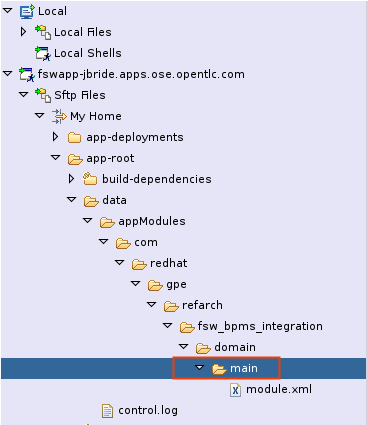 Local
Local Files
Local Shells
fswapp-jbride.apps.ose.opentlc.com
Sftp Files
My Home
app-deployments
app-root
build-dependencies
data
appModules
com
redhat
gpe
refarch
fsw_bpms_integration
domain
main
module.xml
control.log